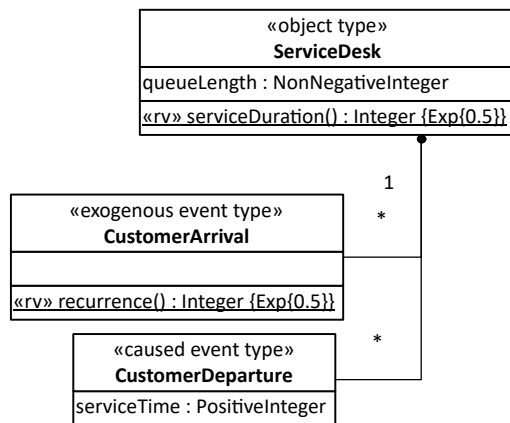 «object type»
ServiceDesk
queueLength : NonNegativeInteger
«rv» serviceDuration() : Integer {Exp{0.5}}
1
*
«exogenous event type»
CustomerArrival
«rv» recurrence() : Integer {Exp{0.5}}
*
«caused event type»
CustomerDeparture
serviceTime : PositiveInteger